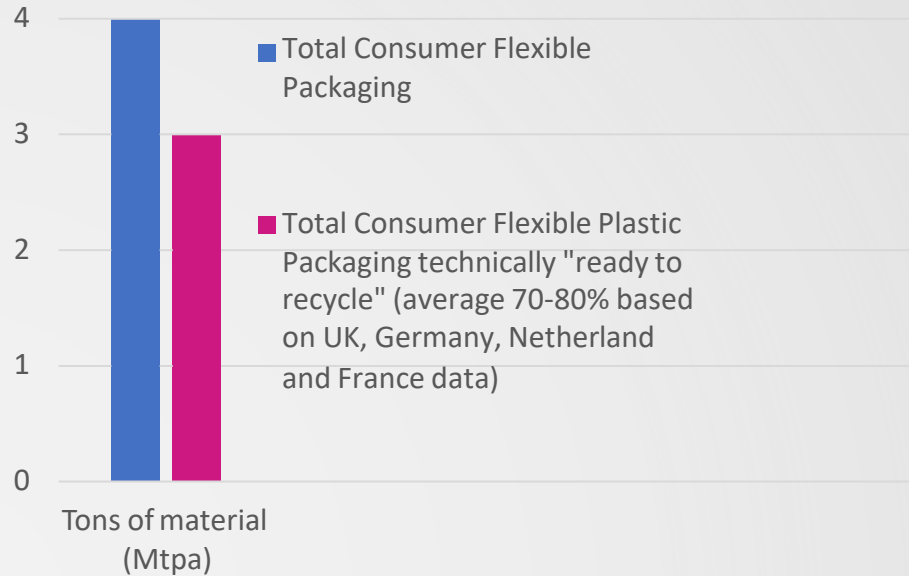 4
3
2
1
0
Total Consumer Flexible
Packaging
Total Consumer Flexible Plastic
Packaging technically "ready to
recycle" (average 70-80% based
on UK, Germany, Netherland
and France data)
Tons of material
(Mtpa)